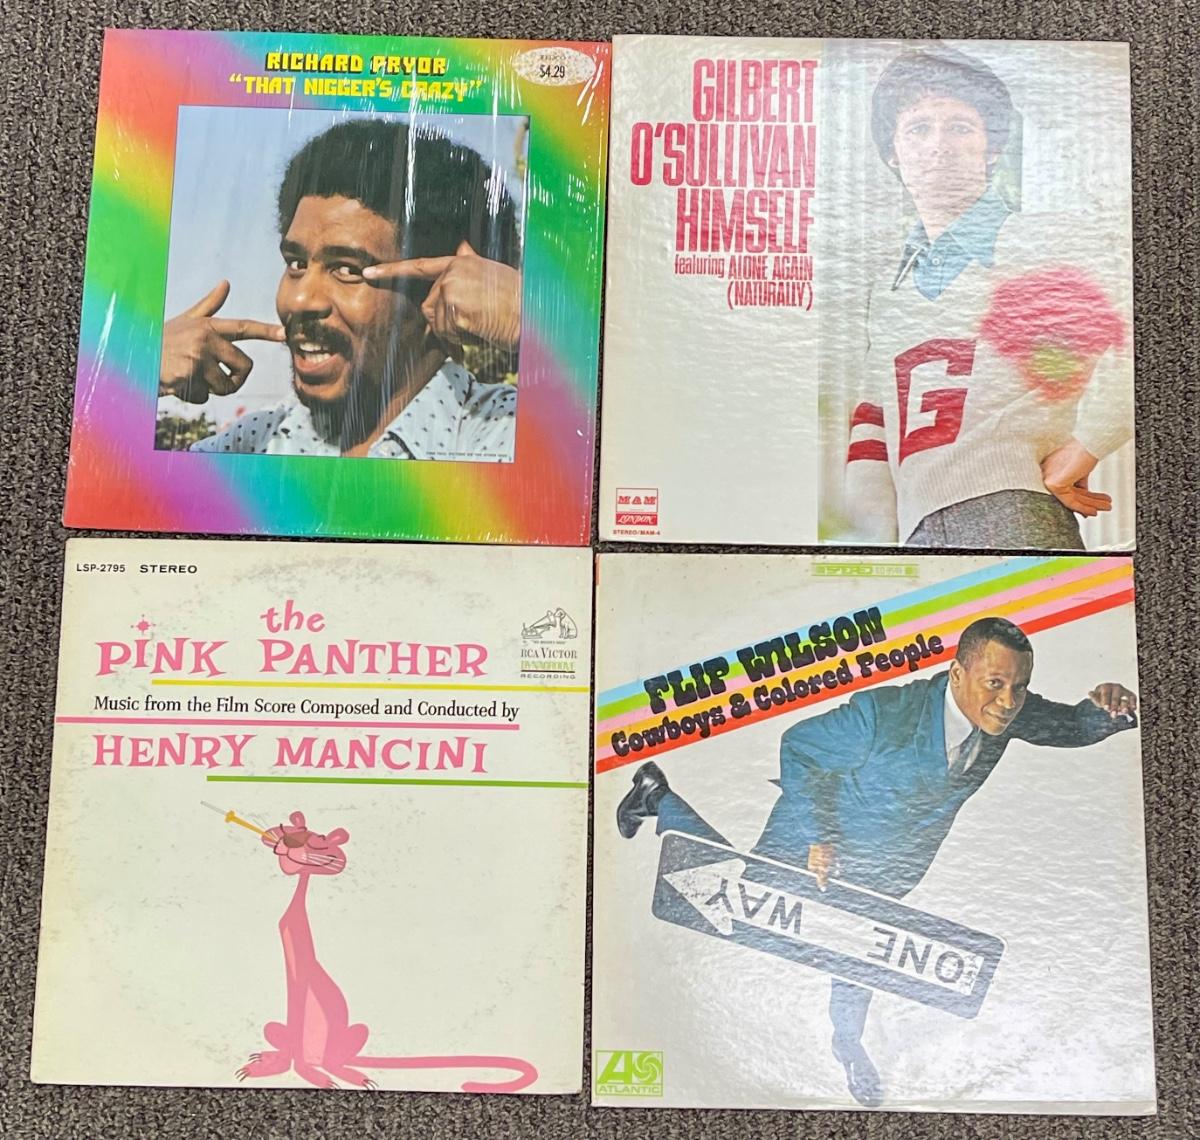 RICHARD PRYOR
"THAT NIGGER'S CRAZY"
$4.29
GILBERT
O'SULLIVAN
HIMSELF
featuring ALONE AGAIN
(NATURALLY)
G
MAM
LONDON
STEREO/MAM-4
LSP-2795 STEREO
the
PINK PANTHER
RCA VICTOR
DYNAGROOVE
RECORDING
Music from the Film Score Composed and Conducted by
HENRY MANCINI
STEREO
FLIP WILSON
Cowboys & Colored People
ONE WAY
ATLANTIC